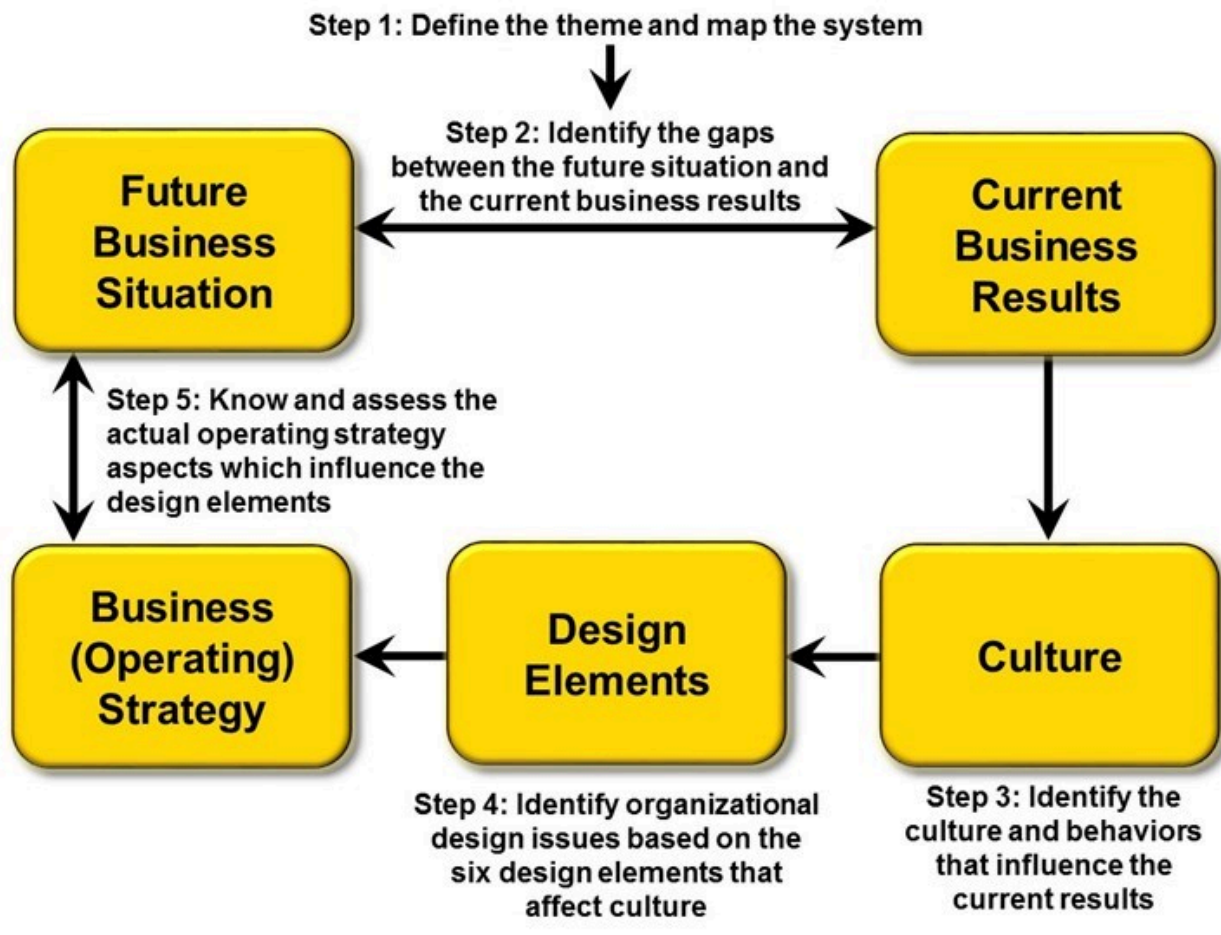 Step 1: Define the theme and map the system
Step 2: Identify the gaps
between the future situation and
the current business results
Future
Business
Situation
Current
Business
Results
Step 5: Know and assess the
actual operating strategy
aspects which influence the
design elements
Business
(Operating)
Strategy
Design
Elements
Culture
Step 4: Identify organizational
design issues based on the
six design elements that
affect culture
Step 3: Identify the
culture and behaviors
that influence the
current results